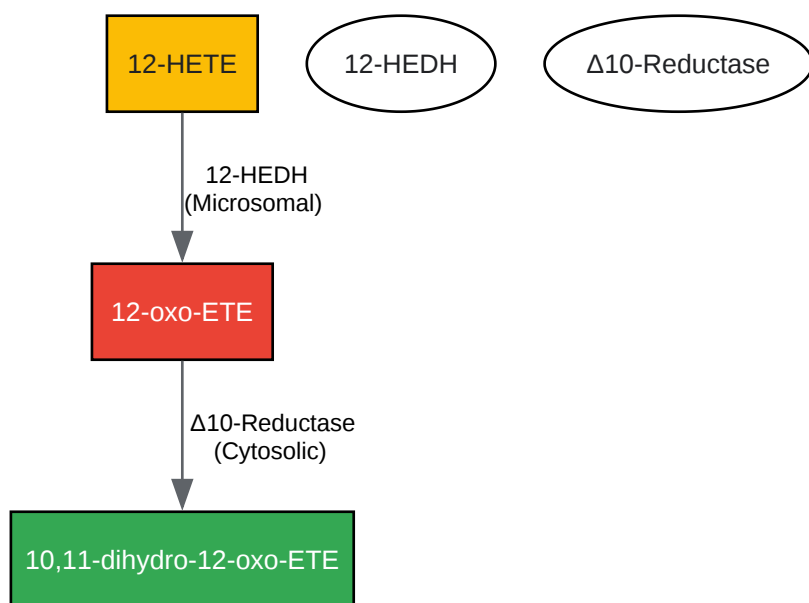 12-HETE
12-HEDH
Δ10-Reductase
12-HEDH
(Microsomal)
12-oxo-ETE
Δ10-Reductase
(Cytosolic)
10,11-dihydro-12-oxo-ETE